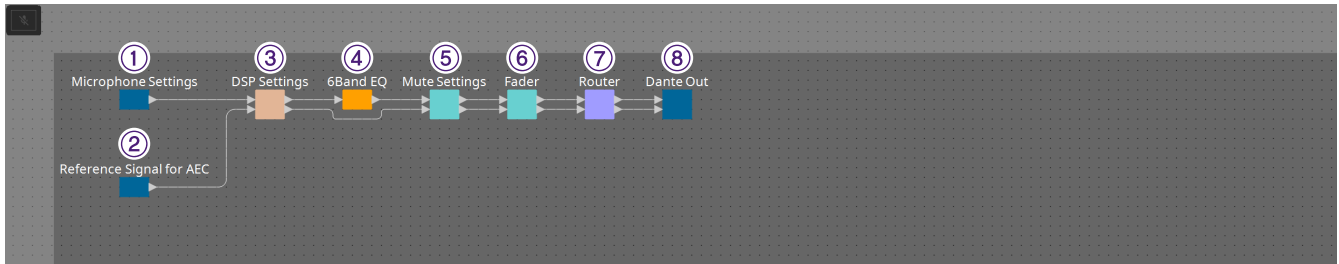 ① ③ ④ ⑤ ⑥ ⑦ ⑧
Microphone Settings DSP Settings 6Band EQ Mute Settings Fader Router Dante Out
②
Reference Signal for AEC